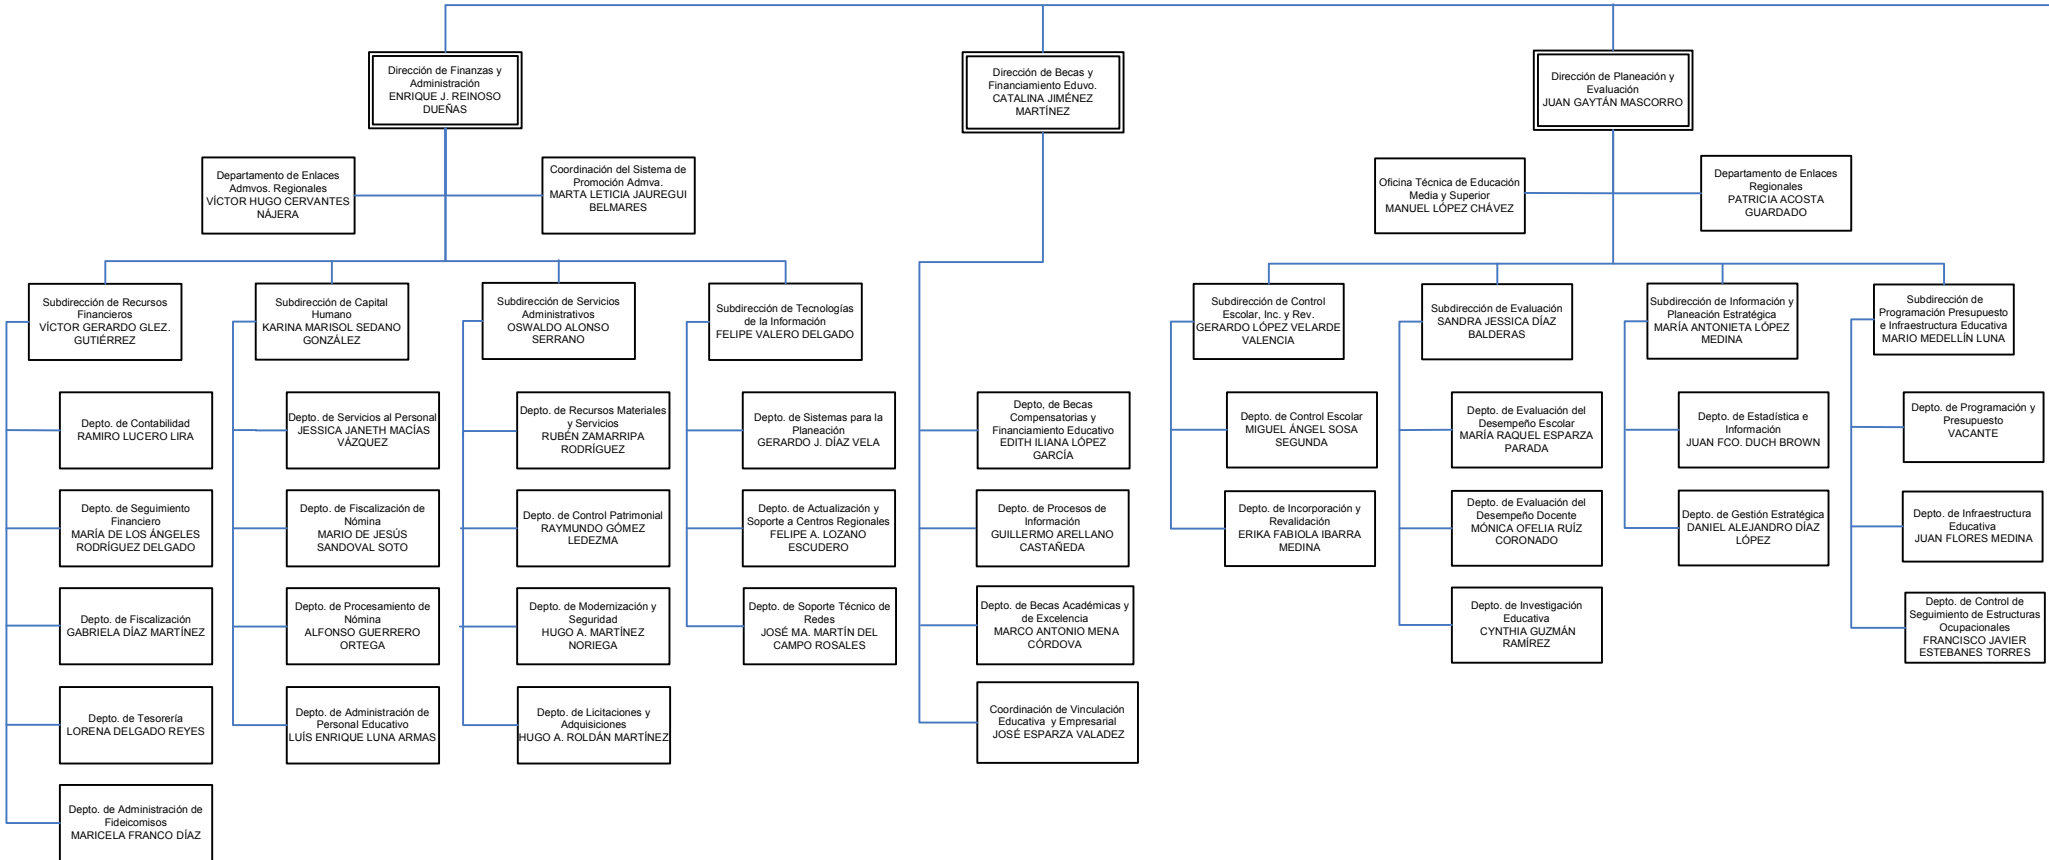 Dirección de Finanzas y
Administración
ENRIQUE J. REINOSO
DUEÑAS
Dirección de Becas y
Financiamiento Eduvo.
CATALINA JIMÉNEZ
MARTÍNEZ
Dirección de Planeación y
Evaluación
JUAN GAYTÁN MASCORRO
Departamento de Enlaces
Admvos. Regionales
VÍCTOR HUGO CERVANTES
NÁJERA
Coordinación del Sistema de
Promoción Admva.
MARTA LETICIA JAUREGUI
BELMARES
Oficina Técnica de Educación
Media y Superior
MANUEL LÓPEZ CHÁVEZ
Departamento de Enlaces
Regionales
PATRICIA ACOSTA
GUARDADO
Subdirección de Recursos
Financieros
VÍCTOR GERARDO GLEZ.
GUTIÉRREZ
Subdirección de Capital
Humano
KARINA MARISOL SEDANO
GONZÁLEZ
Subdirección de Servicios
Administrativos
OSWALDO ALONSO
SERRANO
Subdirección de Tecnologías
de la Información
FELIPE VALERO DELGADO
Subdirección de Control
Escolar, Inc. y Rev.
GERARDO LÓPEZ VELARDE
VALENCIA
Subdirección de Evaluación
SANDRA JESSICA DÍAZ
BALDERAS
Subdirección de Información y
Planeación Estratégica
MARÍA ANTONIETA LÓPEZ
MEDINA
Subdirección de
Programación Presupuesto
e Infraestructura Educativa
MARIO MEDELLÍN LUNA
Depto. de Contabilidad
RAMIRO LUCERO LIRA
Depto. de Servicios al Personal
JESSICA JANETH MACÍAS
VÁZQUEZ
Depto. de Recursos Materiales
y Servicios
RUBÉN ZAMARRIPA
RODRÍGUEZ
Depto. de Sistemas para la
Planeación
GERARDO J. DÍAZ VELA
Depto, de Becas
Compensatorias y
Financiamiento Educativo
EDITH ILIANA LÓPEZ
GARCÍA
Depto. de Control Escolar
MIGUEL ÁNGEL SOSA
SEGUNDA
Depto. de Evaluación del
Desempeño Escolar
MARÍA RAQUEL ESPARZA
PARADA
Depto. de Estadística e
Información
JUAN FCO. DUCH BROWN
Depto. de Programación y
Presupuesto
VACANTE
Depto. de Seguimiento
Financiero
MARÍA DE LOS ÁNGELES
RODRÍGUEZ DELGADO
Depto. de Fiscalización de
Nómina
MARIO DE JESÚS
SANDOVAL SOTO
Depto. de Control Patrimonial
RAYMUNDO GÓMEZ
LEDEZMA
Depto. de Actualización y
Soporte a Centros Regionales
FELIPE A. LOZANO
ESCUDERO
Depto. de Procesos de
Información
GUILLERMO ARELLANO
CASTAÑEDA
Depto. de Incorporación y
Revalidación
ERIKA FABIOLA IBARRA
MEDINA
Depto. de Evaluación del
Desempeño Docente
MÓNICA OFELIA RUÍZ
CORONADO
Depto. de Gestión Estratégica
DANIEL ALEJANDRO DÍAZ
LÓPEZ
Depto. de Infraestructura
Educativa
JUAN FLORES MEDINA
Depto. de Fiscalización
GABRIELA DÍAZ MARTÍNEZ
Depto. de Procesamiento de
Nómina
ALFONSO GUERRERO
ORTEGA
Depto. de Modernización y
Seguridad
HUGO A. MARTÍNEZ
NORIEGA
Depto. de Soporte Técnico de
Redes
JOSÉ MA. MARTÍN DEL
CAMPO ROSALES
Depto. de Becas Académicas y
de Excelencia
MARCO ANTONIO MENA
CÓRDOVA
Depto. de Investigación
Educativa
CYNTHIA GUZMÁN
RAMÍREZ
Depto. de Control de
Seguimiento de Estructuras
Ocupacionales
FRANCISCO JAVIER
ESTEBANES TORRES
Depto. de Tesorería
LORENA DELGADO REYES
Depto. de Administración de
Personal Educativo
LUÍS ENRIQUE LUNA ARMAS
Depto. de Licitaciones y
Adquisiciones
HUGO A. ROLDÁN MARTÍNEZ
Coordinación de Vinculación
Educativa y Empresarial
JOSÉ ESPARZA VALADEZ
Depto. de Administración de
Fideicomisos
MARICELA FRANCO DÍAZ